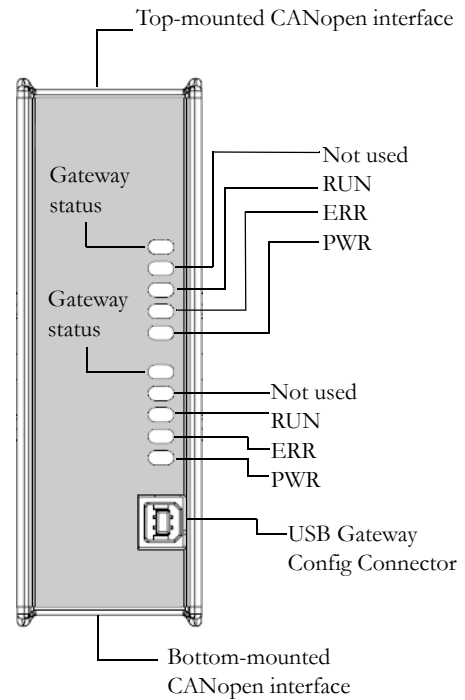 Top-mounted CANopen interface
Not used
RUN
ERR
PWR
Gateway
status
Gateway
status
Not used
RUN
ERR
PWR
USB Gateway
Config Connector
Bottom-mounted
CANopen interface